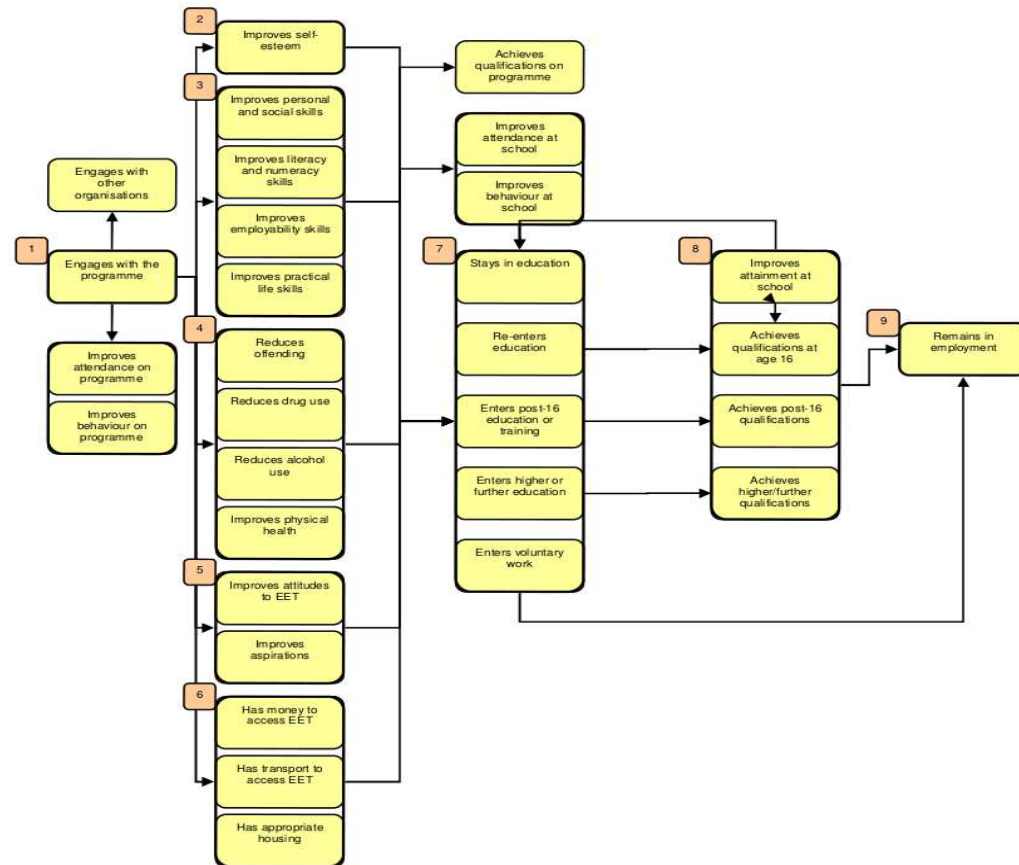 1
Engages with the
programme
Engages with
other
organisations
Improves
attendance on
programme
Improves
behaviour on
programme
2
Improves self-
esteem
3
Improves personal
and social skills
Improves literacy
and numeracy
skills
Improves
employability skills
Improves practical
life skills
4
Reduces
offending
Reduces drug use
Reduces alcohol
use
Improves physical
health
5
Improves attitudes
to EET
Improves
aspirations
6
Has money to
access EET
Has transport to
access EET
Has appropriate
housing
Achieves
qualifications on
programme
Improves
attendance at
school
Improves
behaviour at
school
7
Stays in education
Re-enters
education
Enters post-16
education or
training
Enters higher or
further education
Enters voluntary
work
8
Improves
attainment at
school
Achieves
qualifications at
age 16
Achieves post-16
qualifications
Achieves
higher/further
qualifications
9
Remains in
employment